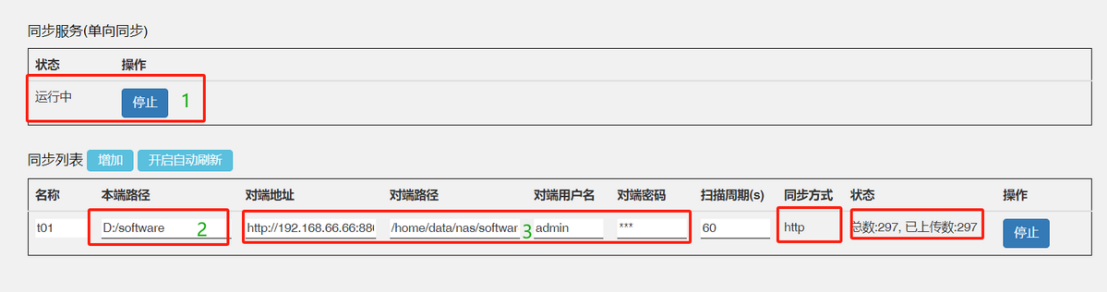 同步服务(单向同步)
状态 操作
运行中 停止 1
同步列表 增加 开启自动刷新
名称 本端路径 对端地址 对端路径 对端用户名 对端密码 扫描周期(s) 同步方式 状态 操作
t01 D:/software 2 http://192.168.66.66:88 /home/data/nas/softwar 3 admin *** 60 http 总数:297, 已上传数:297 停止